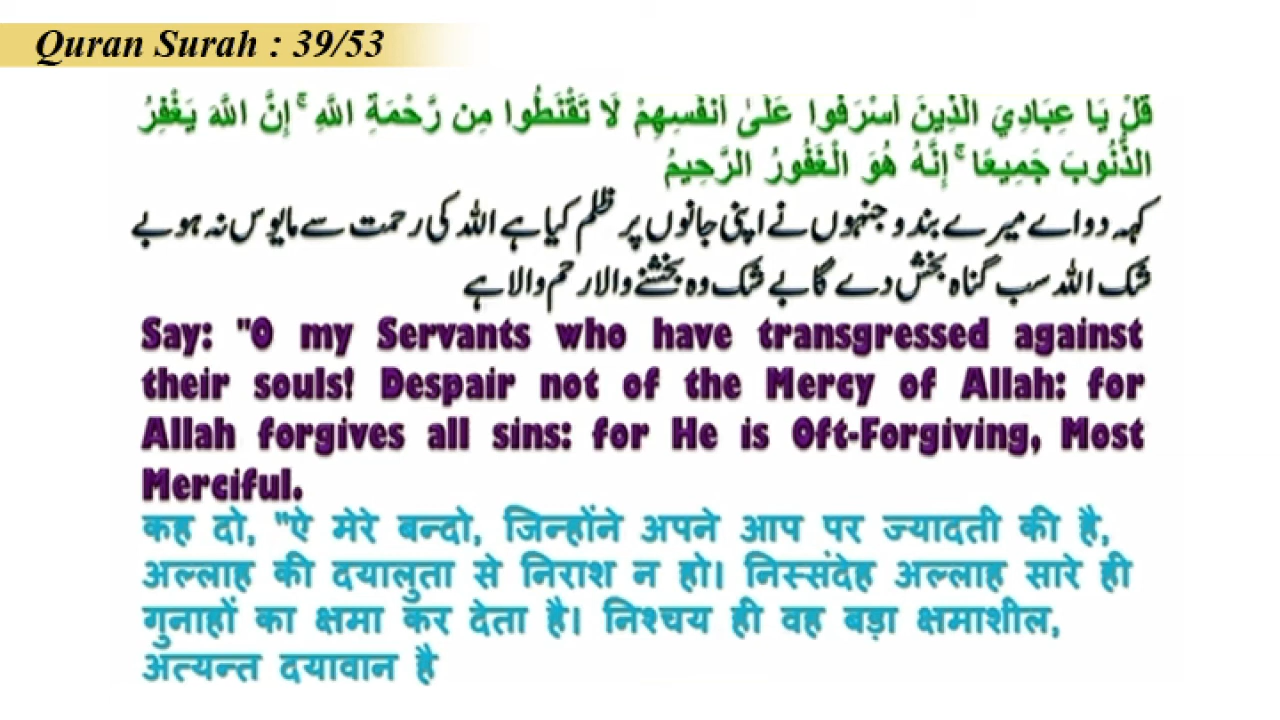 Quran Surah : 39/53
قُلْ يَا عِبَادِيَ الَّذِينَ أَسْرَفُوا عَلَىٰ أَنفُسِهِمْ لَا تَقْنَطُوا مِن رَّحْمَةِ اللَّهِ ۚ إِنَّ اللَّهَ يَغْفِرُ
الذُّنُوبَ جَمِيعًا ۚ إِنَّهُ هُوَ الْغَفُورُ الرَّحِيمُ
کہہ دو اے میرے بندو جنہوں نے اپنی جانوں پر ظلم کیا ہے الله کی رحمت سے مایوس نہ ہو بے
شک الله سب گناہ بخش دے گا بے شک وہ بخشنے والا رحم والا ہے
Say: "O my Servants who have transgressed against
their souls! Despair not of the Mercy of Allah: for
Allah forgives all sins: for He is Oft-Forgiving, Most
Merciful.
कह दो, "ऐ मेरे बन्दो, जिन्होंने अपने आप पर ज्यादती की है,
अल्लाह की दयालुता से निराश न हो। निस्संदेह अल्लाह सारे ही
गुनाहों का क्षमा कर देता है। निश्चय ही वह बड़ा क्षमाशील,
अत्यन्त दयावान है